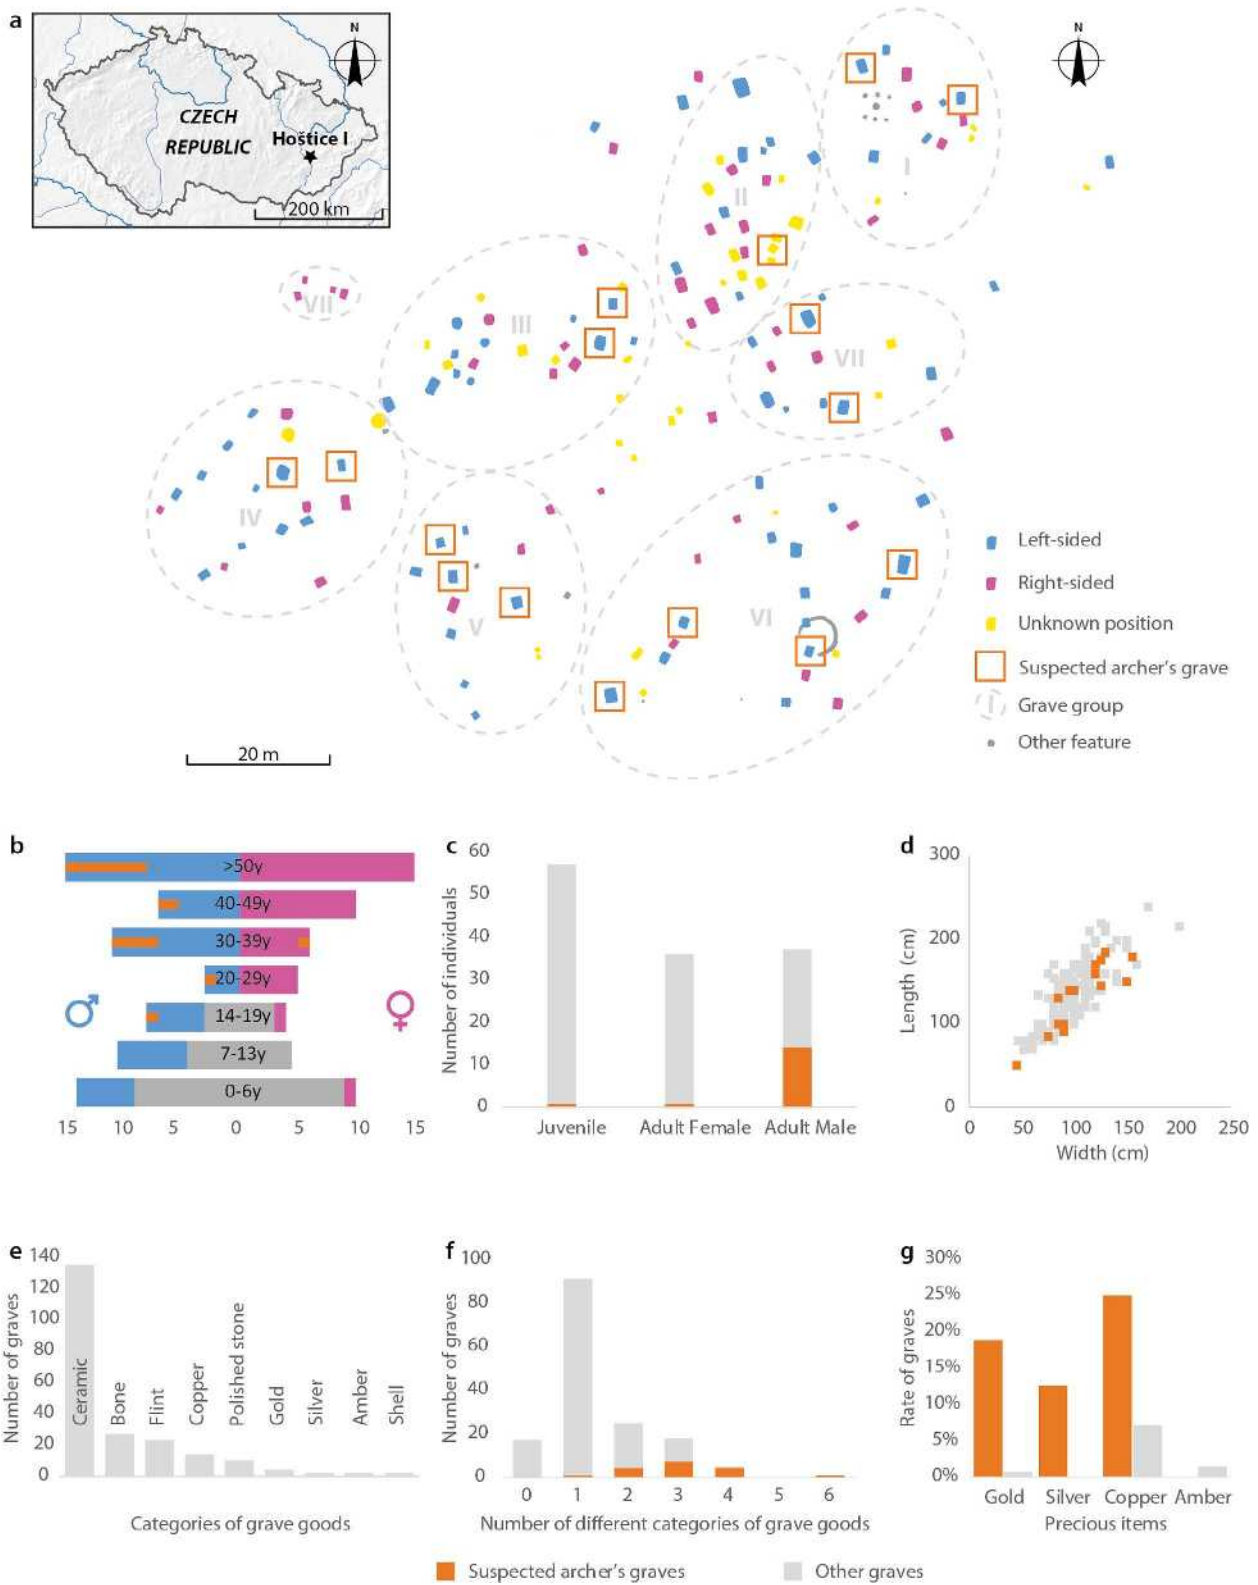 a
N
CZECH
REPUBLIC
Hoštice I
200 km
N
I
II
VII
III
VII
IV
V
VI
Left-sided
Right-sided
Unknown position
Suspected archer's grave
I Grave group
Other feature
20 m
b
>50y
40-49y
30-39y
20-29y
14-19y
7-13y
0-6y
15 10 5 0 5 15
c
Number of individuals
60
50
40
30
20
10
0
Juvenile Adult Female Adult Male
d
Length (cm)
300
200
100
0
0 50 100 150 200 250
Width (cm)
e
Number of graves
140
120
100
80
60
40
20
0
Ceramic
Bone
Flint
Copper
Polished stone
Gold
Silver
Amber
Shell
Categories of grave goods
f
Number of graves
100
80
60
40
20
0
0 1 2 3 4 5 6
Number of different categories of grave goods
g
Rate of graves
30%
25%
20%
15%
10%
5%
0%
Gold Silver Copper Amber
Precious items
Suspected archer's graves
Other graves